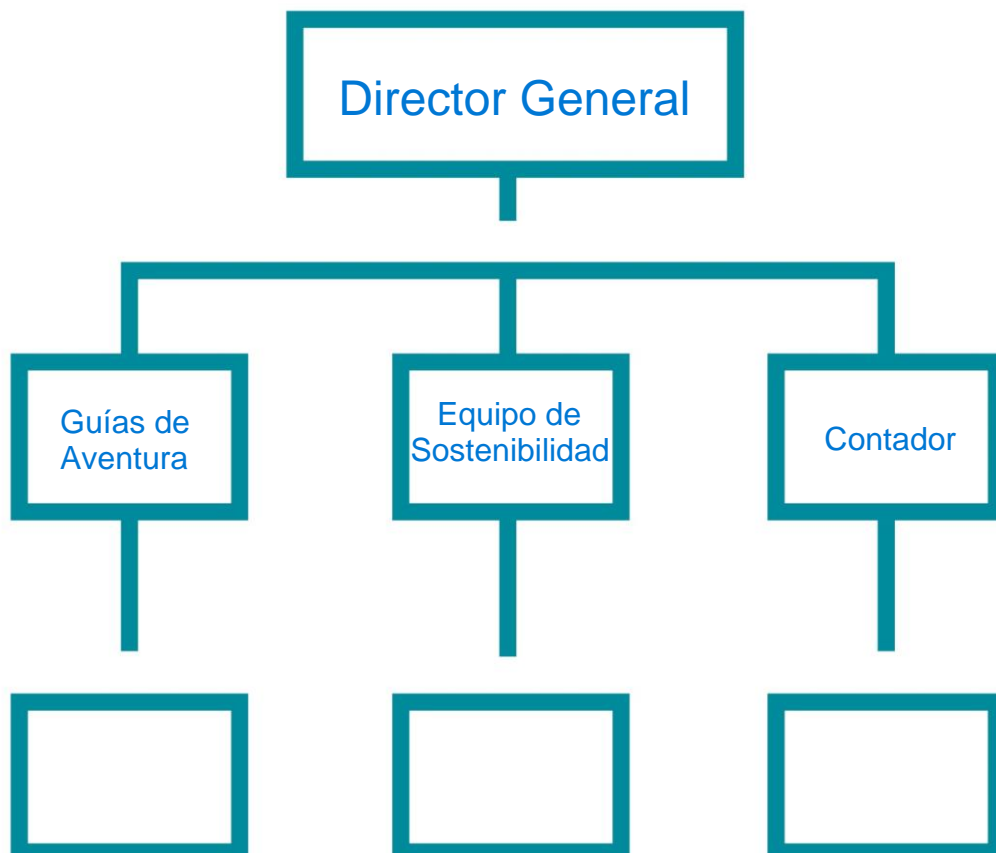 Director General
Guías de
Aventura
Equipo de
Sostenibilidad
Contador